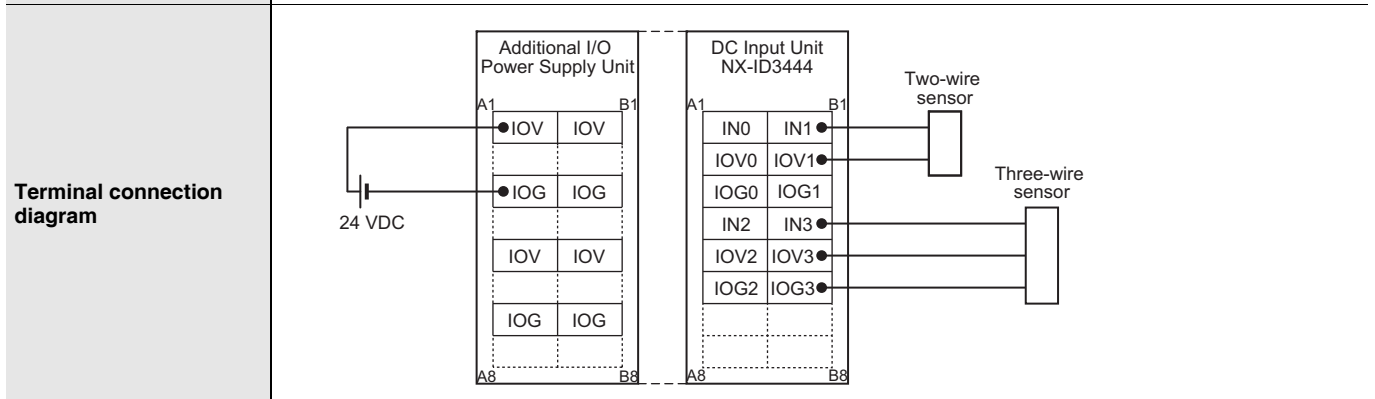 Terminal connection
diagram
Additional I/O
Power Supply Unit
A1 B1
IOV IOV
IOG IOG
IOV IOV
IOG IOG
A8 B8
24 VDC
DC Input Unit
NX-ID3444
A1 B1
IN0 IN1
IOV0 IOV1
IOG0 IOG1
IN2 IN3
IOV2 IOV3
IOG2 IOG3
A8 B8
Two-wire
sensor
Three-wire
sensor